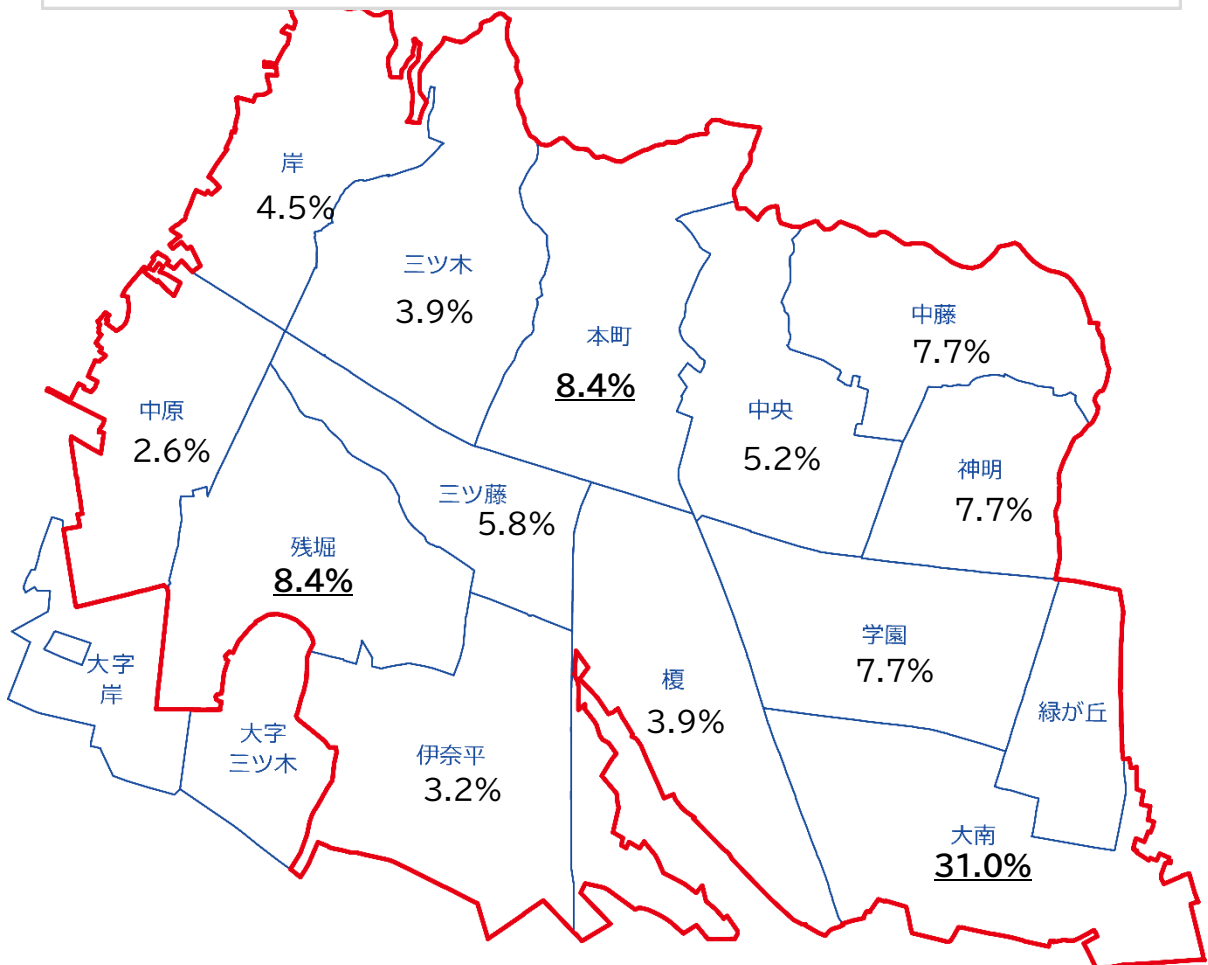 岸
4.5%
三ツ木
3.9%
本町
8.4%
中藤
7.7%
中原
2.6%
中央
5.2%
神明
7.7%
三ツ藤
5.8%
残堀
8.4%
学園
7.7%
大字
岸
榎
3.9%
緑が丘
大字
三ツ木
伊奈平
3.2%
大南
31.0%